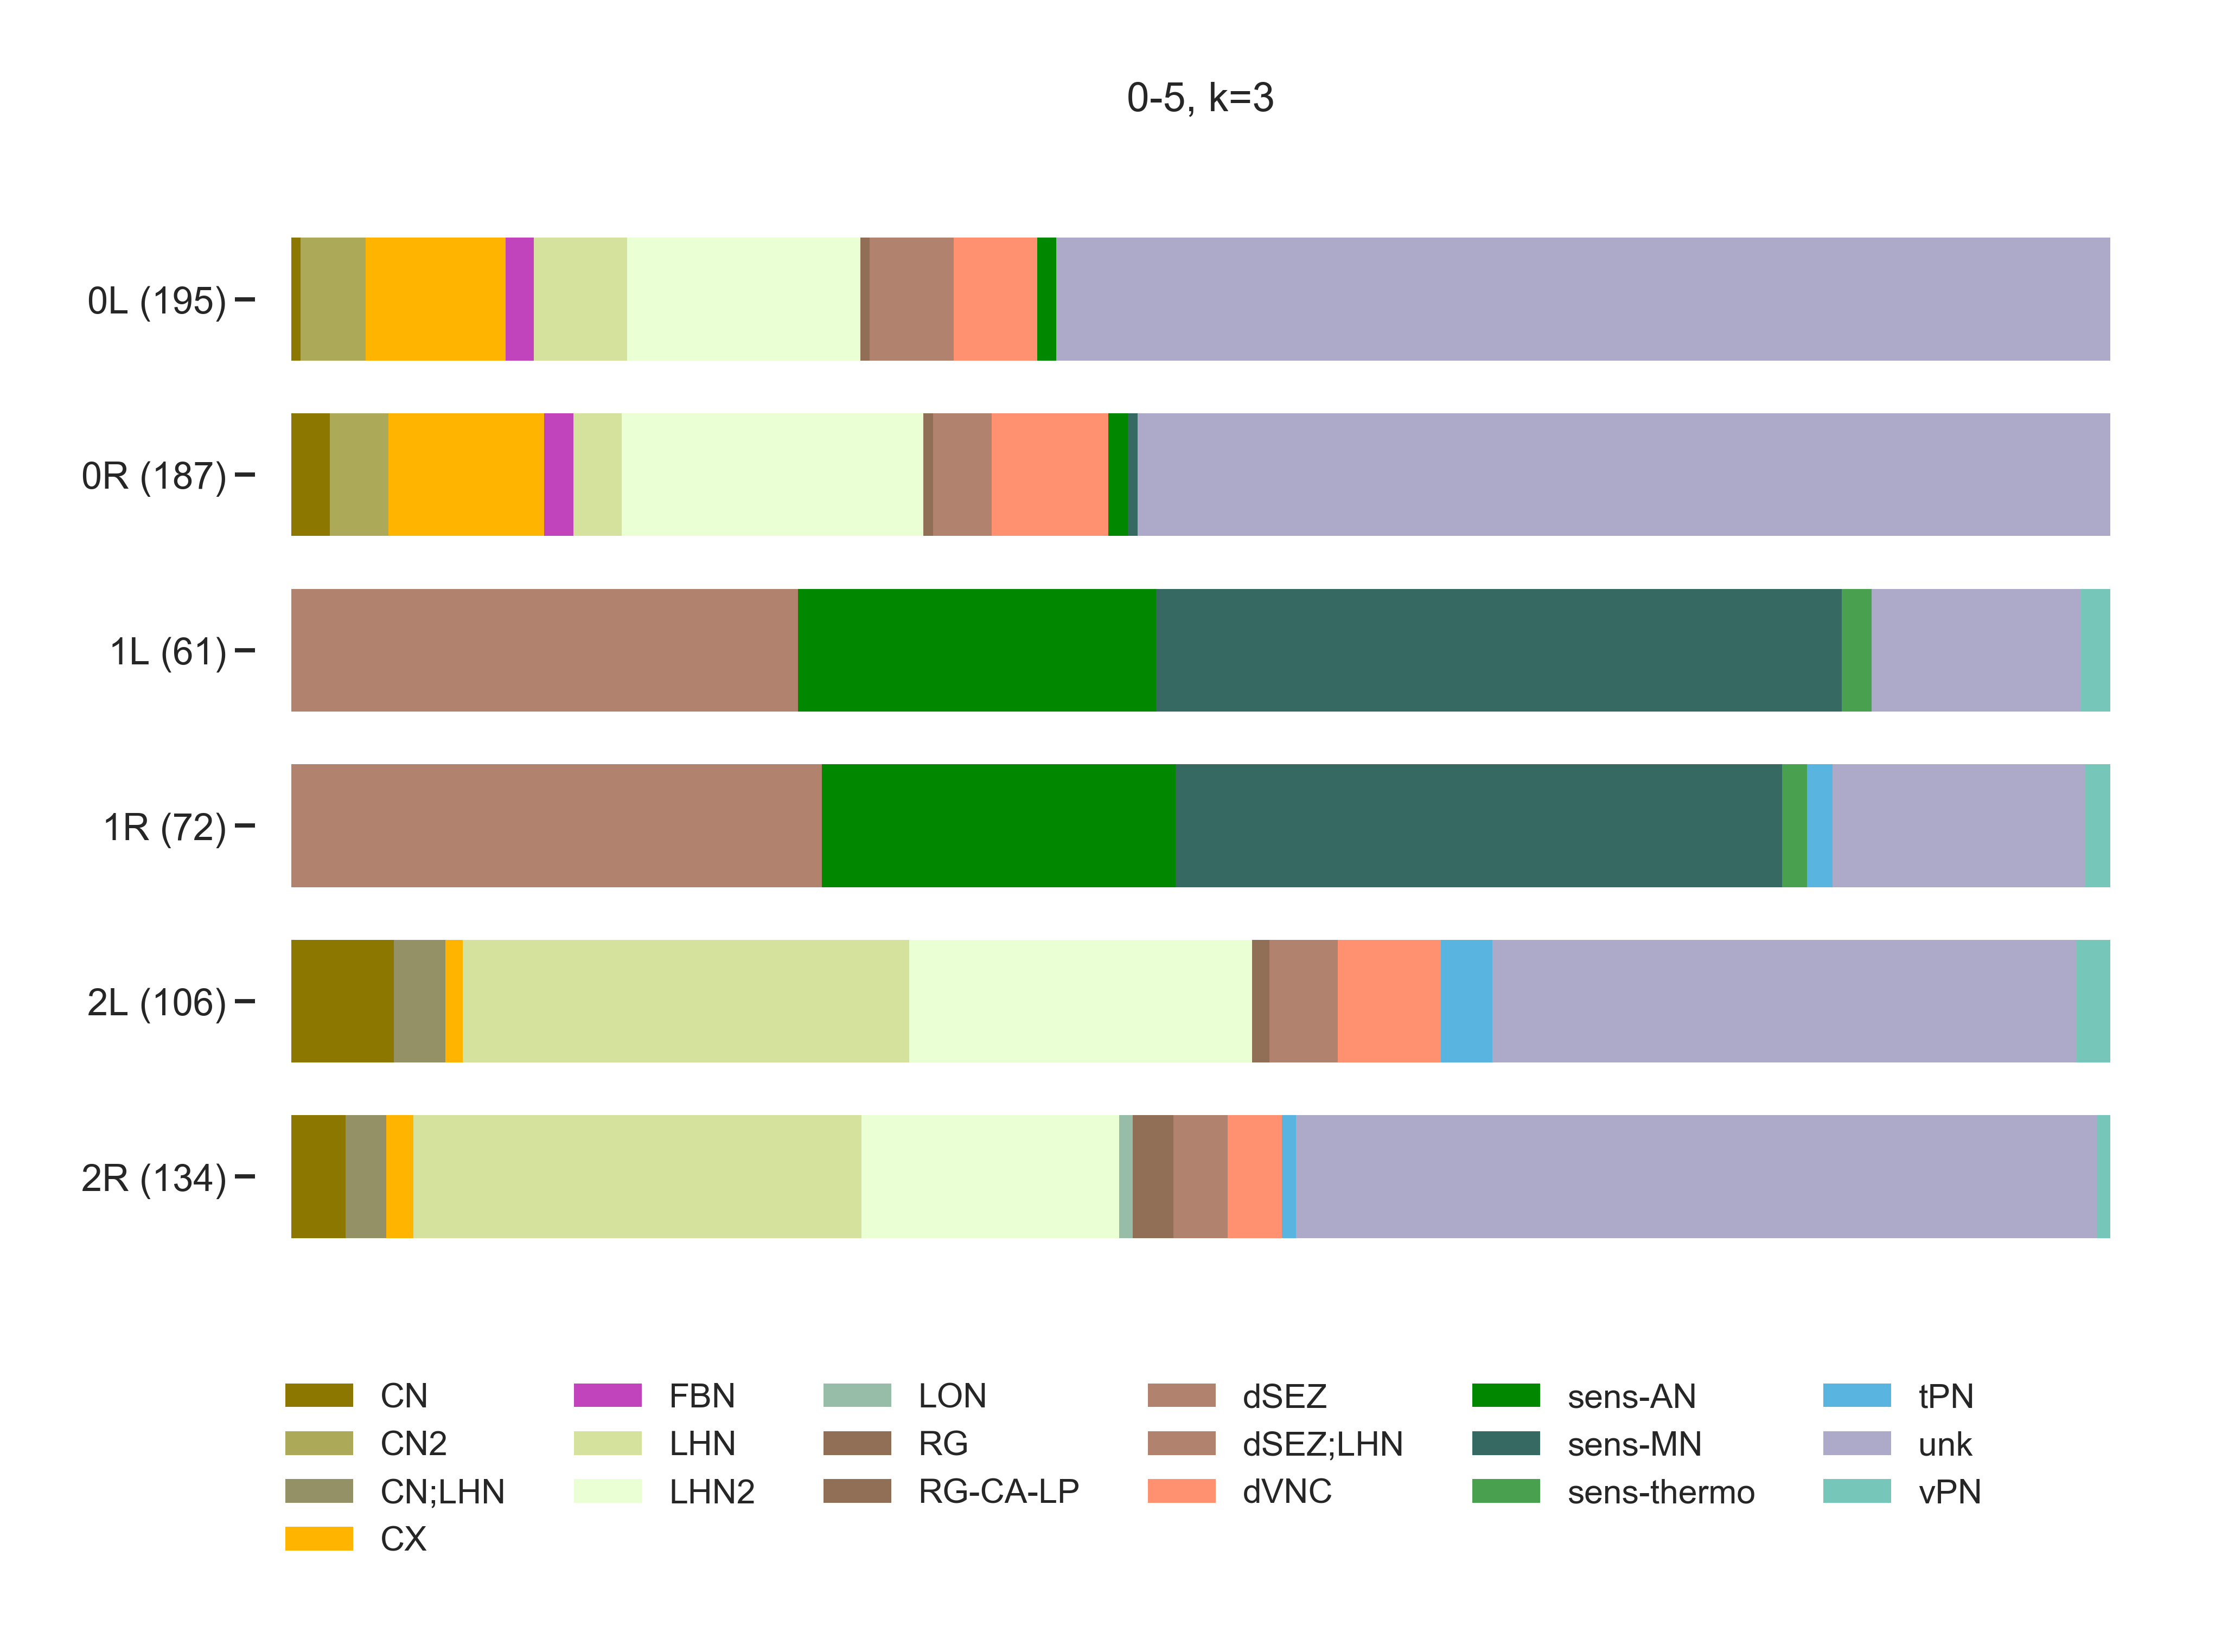 0-5, k=3
0L (195)
0R (187)
1L (61)
1R (72)
2L (106)
2R (134)
CN FBN LON dSEZ sens-AN tPN
CN2 LHN RG dSEZ;LHN sens-MN unk
CN;LHN LHN2 RG-CA-LP dVNC sens-thermo vPN
CX